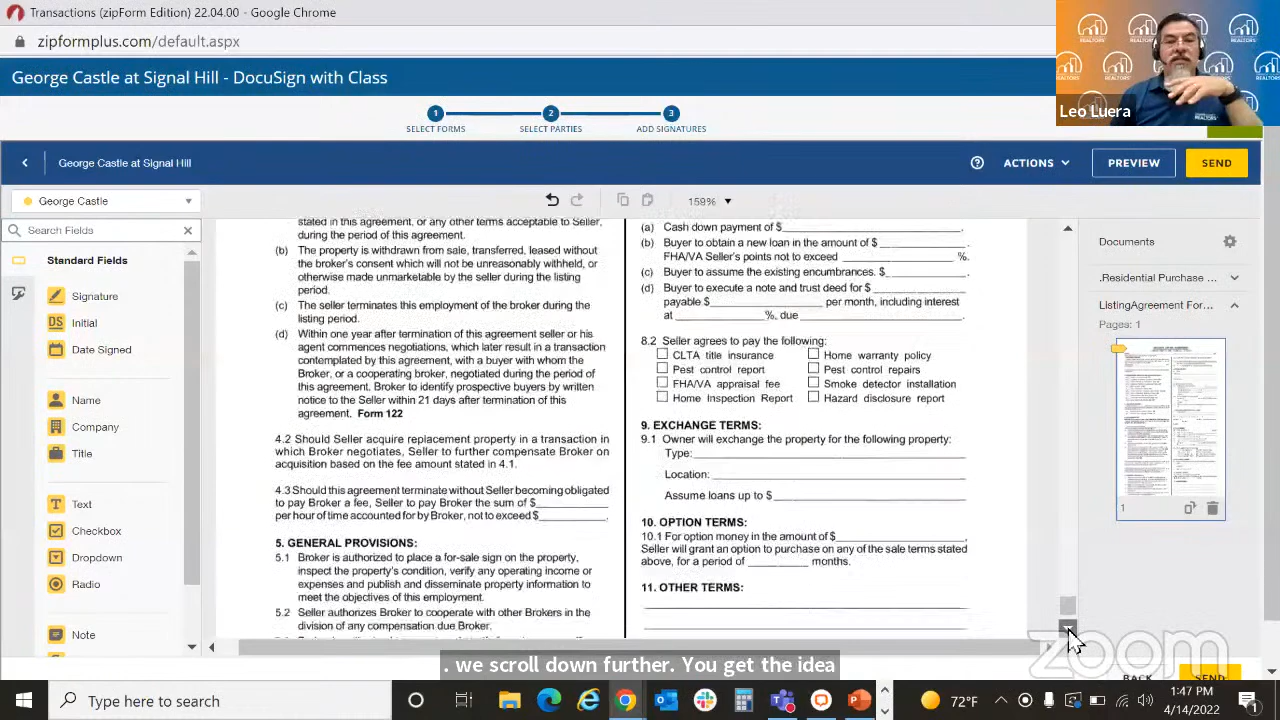 Transactions (zipForm Edition) 22.04.00 - Google Chrome
zipformplus.com/default.aspx
George Castle at Signal Hill - DocuSign with Class
1 2 3
SELECT FORMS SELECT PARTIES ADD SIGNATURES
REALTORS
Leo Luera
George Castle at Signal Hill
ACTIONS
PREVIEW
SEND
George Castle
159%
Search Fields
Standard Fields
Signature
DS Initial
Date Signed
Name
Company
Title
Text
Checkbox
Dropdown
Radio
Note
stated in this agreement, or any other terms acceptable to Seller,
during the period of this agreement.
(b) The property is withdrawn from sale, transferred, leased without
the broker's consent which will not be unreasonably withheld, or
otherwise made unmarketable by the seller during the listing
period.
(c) The seller terminates this employment of the broker during the
listing period.
(d) Within one year after termination of this agreement seller or his
agent commences negotiations, which later result in a transaction
contemplated by this agreement, with a buyer with whom the
Broker, or a cooperating broker, negotiated during the period of
this agreement. Broker to identify prospective buyers by written
notice to the Seller within 21 days after termination of this
agreement. Form 122
4.2 Should Seller acquire replacement property in a transaction in
which Broker negotiates, Seller to further compensate Broker on
acquisition based on the fee amount stated in 4.1.
4.3 Should this agreement terminate without Seller becoming obligated
to pay Broker a fee, Seller to pay Broker the sum of $
per hour of time accounted for by Broker, not to exceed $
5. GENERAL PROVISIONS:
5.1 Broker is authorized to place a for-sale sign on the property,
inspect the property's condition, verify any operating income or
expenses and publish and disseminate property information to
meet the objectives of this employment.
5.2 Seller authorizes Broker to cooperate with other Brokers in the
division of any compensation due Broker.
(a) Cash down payment of $
(b) Buyer to obtain a new loan in the amount of $
FHA/VA Seller's points not to exceed %.
(c) Buyer to assume the existing encumbrances. $
(d) Buyer to execute a note and trust deed for $
payable $ per month, including interest
at %, due
8.2 Seller agrees to pay the following:
CLTA title insurance Home warranty policy
Pest control report Pest control repairs
FHA/VA appraisal fee Smoke detector installation
Home Inspection Report Hazard disclosure report
9. EXCHANGE TERMS:
9.1 Owner will exchange the property for the following property:
Type:
Location:
Assume loans up to $
10. OPTION TERMS:
10.1 For option money in the amount of $
Seller will grant an option to purchase on any of the sale terms stated
above, for a period of months.
11. OTHER TERMS:
Documents
.Residential Purchase ...
ListingAgreement For...
Pages: 1
1
zoom
BACK
SEND
. we scroll down further. You get the idea
Type here to search
72°F
1:47 PM
4/14/2022
1